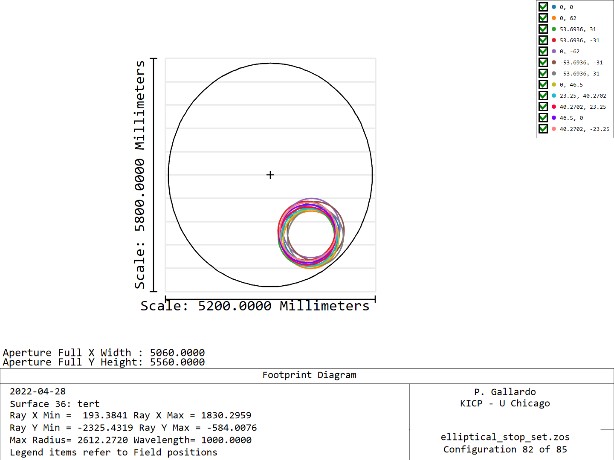 0, 0
0, 62
53.6936, 31
53.6936, -31
0, -62
-53.6936, -31
-53.6936, 31
0, 46.5
23.25, 40.2702
40.2702, 23.25
46.5, 0
40.2702, -23.25
Scale: 5800.0000 Millimeters
Scale: 5200.0000 Millimeters
Aperture Full X Width : 5060.0000
Aperture Full Y Height: 5560.0000
Footprint Diagram
2022-04-28
Surface 36: tert
Ray X Min = 193.3841 Ray X Max = 1830.2959
Ray Y Min = -2325.4319 Ray Y Max = -584.0076
Max Radius= 2612.2720 Wavelength= 1000.0000
Legend items refer to Field positions
P. Gallardo
KICP - U Chicago
elliptical_stop_set.zos
Configuration 82 of 85